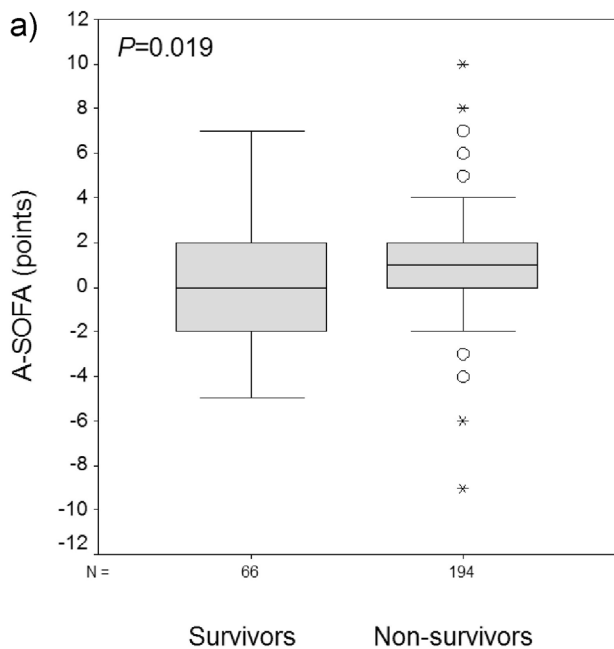 a)
P=0.019
A-SOFA (points)
12
10
8
6
4
2
0
-2
-4
-6
-8
-10
-12
N = 66 194
Survivors Non-survivors